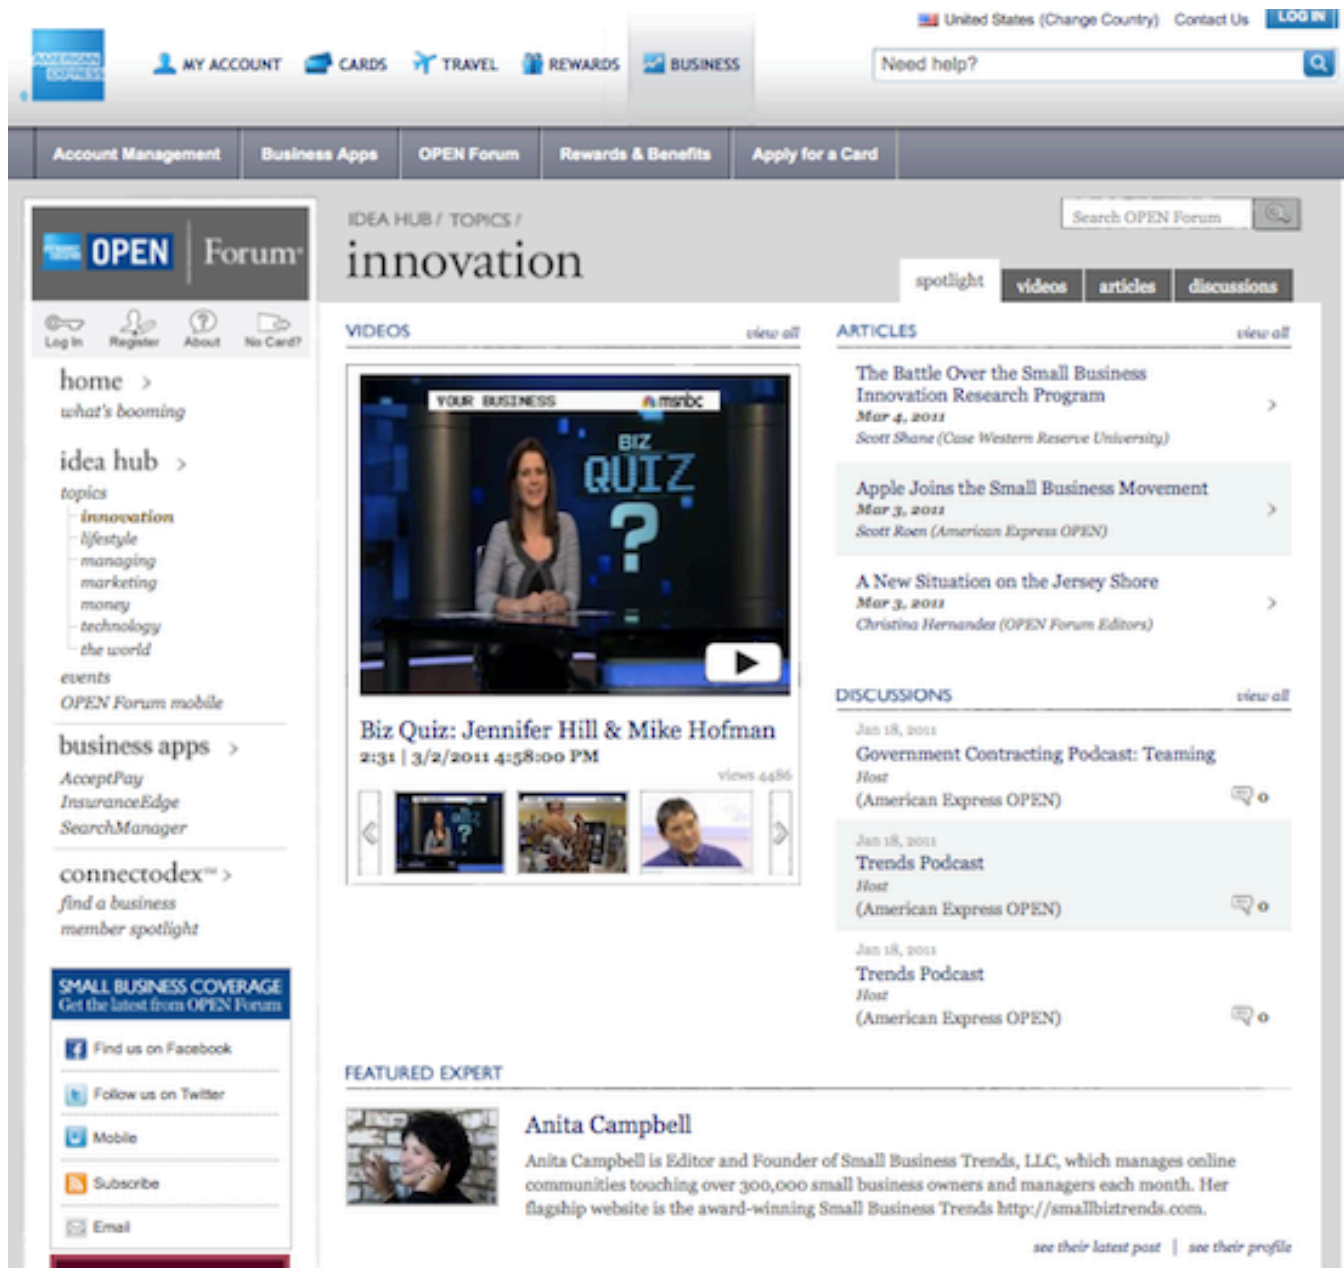 United States (Change Country) Contact Us LOG IN
AMERICAN EXPRESS
MY ACCOUNT CARDS TRAVEL REWARDS BUSINESS
Need help?
Account Management Business Apps OPEN Forum Rewards & Benefits Apply for a Card
OPEN Forum
Log In Register About No Card?
home >
what's booming
idea hub >
topics
innovation
lifestyle
managing
marketing
money
technology
the world
events
OPEN Forum mobile
business apps >
AcceptPay
InsuranceEdge
SearchManager
connectodex™ >
find a business
member spotlight
SMALL BUSINESS COVERAGE
Get the latest from OPEN Forum
Find us on Facebook
Follow us on Twitter
Mobile
Subscribe
Email
IDEA HUB / TOPICS /
innovation
Search OPEN Forum
spotlight videos articles discussions
VIDEOS view all
YOUR BUSINESS msnbc
BIZ
QUIZ
?
Biz Quiz: Jennifer Hill & Mike Hofman
2:31 | 3/2/2011 4:58:00 PM
views 4486
ARTICLES view all
The Battle Over the Small Business
Innovation Research Program
Mar 4, 2011
Scott Shane (Case Western Reserve University)
Apple Joins the Small Business Movement
Mar 3, 2011
Scott Roen (American Express OPEN)
A New Situation on the Jersey Shore
Mar 3, 2011
Christina Hernandez (OPEN Forum Editors)
DISCUSSIONS view all
Jan 18, 2011
Government Contracting Podcast: Teaming
Host
(American Express OPEN) 0
Jan 18, 2011
Trends Podcast
Host
(American Express OPEN) 0
Jan 18, 2011
Trends Podcast
Host
(American Express OPEN) 0
FEATURED EXPERT
Anita Campbell
Anita Campbell is Editor and Founder of Small Business Trends, LLC, which manages online
communities touching over 300,000 small business owners and managers each month. Her
flagship website is the award-winning Small Business Trends http://smallbiztrends.com.
see their latest post | see their profile